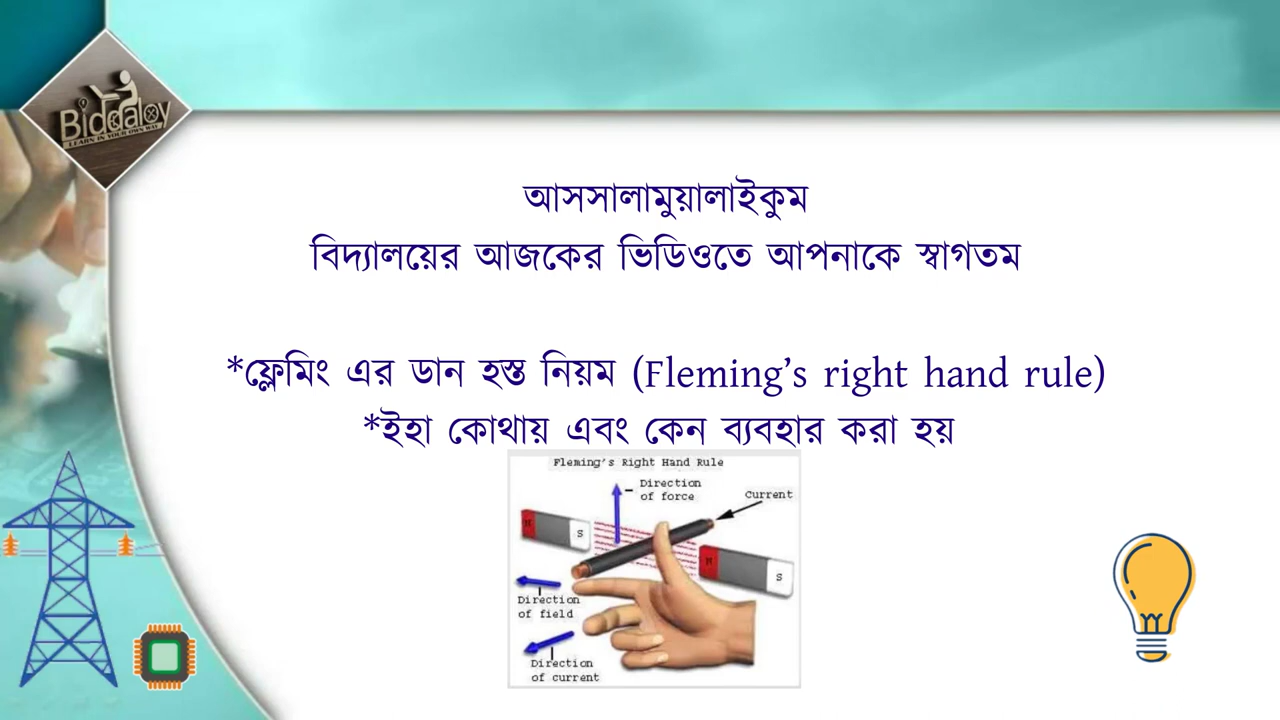 Biddaloy
LEARN IN YOUR OWN WAY
আসসালামুয়ালাইকুম
বিদ্যালয়ের আজকের ভিডিওতে আপনাকে স্বাগতম
*ফ্লেমিং এর ডান হস্ত নিয়ম (Fleming’s right hand rule)
*ইহা কোথায় এবং কেন ব্যবহার করা হয়
Fleming’s Right Hand Rule
Direction
of force
Current
N
S
N
S
Direction
of field
Direction
of current